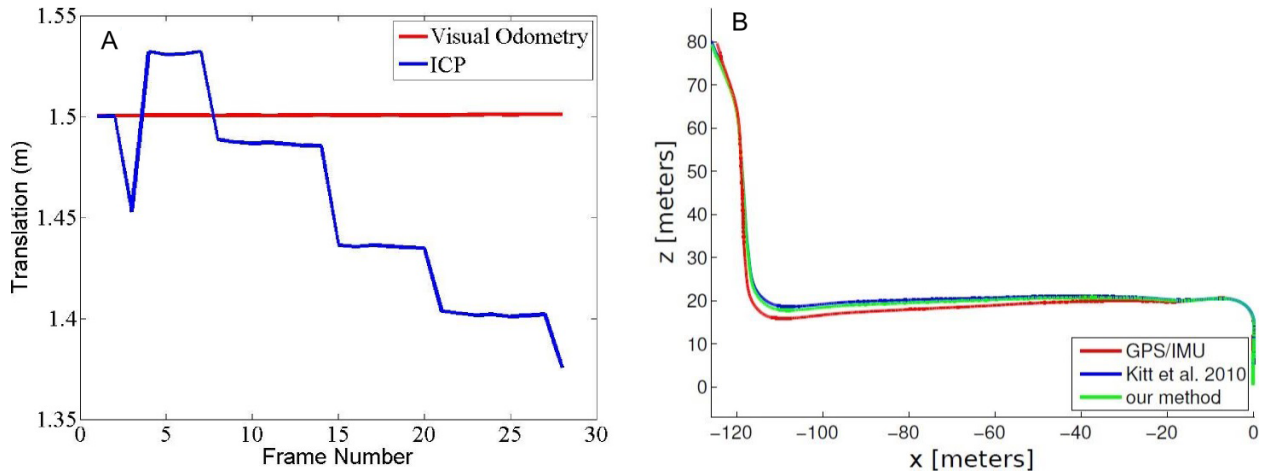 A
Visual Odometry
ICP
Translation (m)
1.55
1.5
1.45
1.4
1.35
0
5
10
15
20
25
30
Frame Number
B
z [meters]
80
70
60
50
40
30
20
10
0
GPS/IMU
Kitt et al. 2010
our method
−120
−100
−80
−60
−40
−20
0
x [meters]